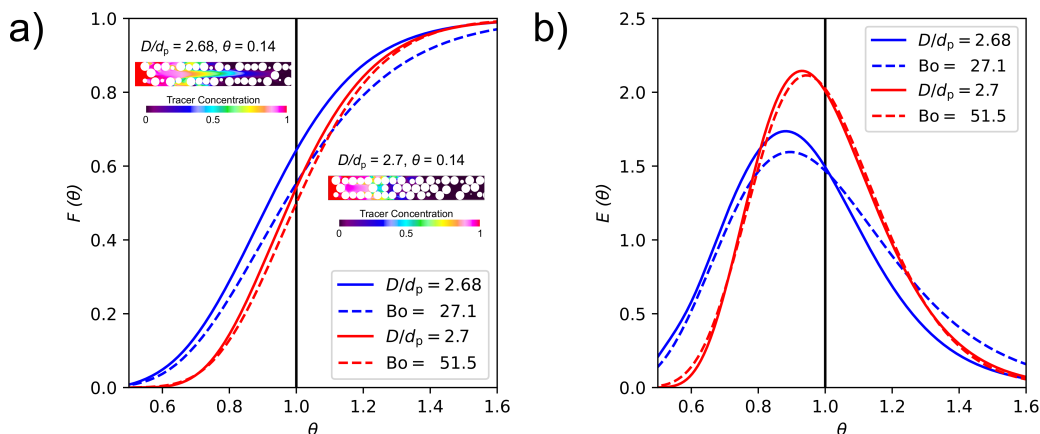 a)
D/dp = 2.68, θ = 0.14
Tracer Concentration
0 0.5 1
D/dp = 2.7, θ = 0.14
Tracer Concentration
0 0.5 1
1.0
0.8
0.6
0.4
0.2
0.0
F (θ)
D/dp = 2.68
Bo = 27.1
D/dp = 2.7
Bo = 51.5
0.6 0.8 1.0 1.2 1.4 1.6
θ
b)
2.5
2.0
1.5
1.0
0.5
0.0
E (θ)
D/dp = 2.68
Bo = 27.1
D/dp = 2.7
Bo = 51.5
0.6 0.8 1.0 1.2 1.4 1.6
θ